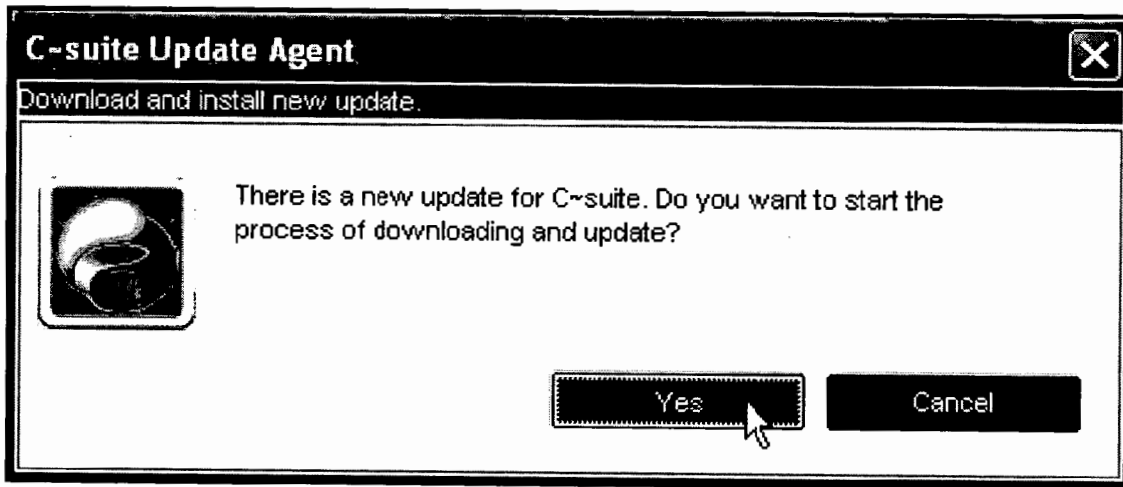 C~suite Update Agent
Download and install new update.
There is a new update for C~suite. Do you want to start the
process of downloading and update?
Yes
Cancel